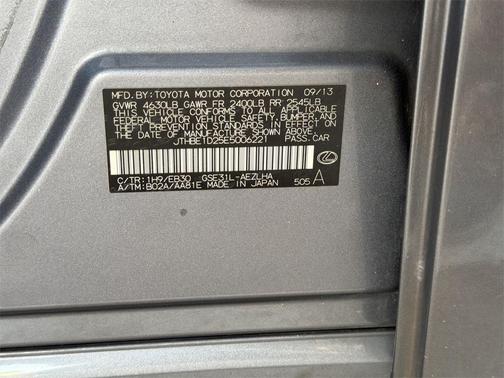 MFD. BY: TOYOTA MOTOR CORPORATION 09/13
GVWR 4630LB GAWR FR 2400LB RR 2545LB
THIS VEHICLE CONFORMS TO ALL APPLICABLE
FEDERAL MOTOR VEHICLE SAFETY, BUMPER, AND
THEFT PREVENTION STANDARDS IN EFFECT ON
THE DATE OF MANUFACTURE SHOWN ABOVE.
JTHBE1D25E5006221 PASS. CAR
C/TR: 1H9/EB30 GSE31L-AEZLHA
A/TM: B02A/AA81E MADE IN JAPAN 505 A